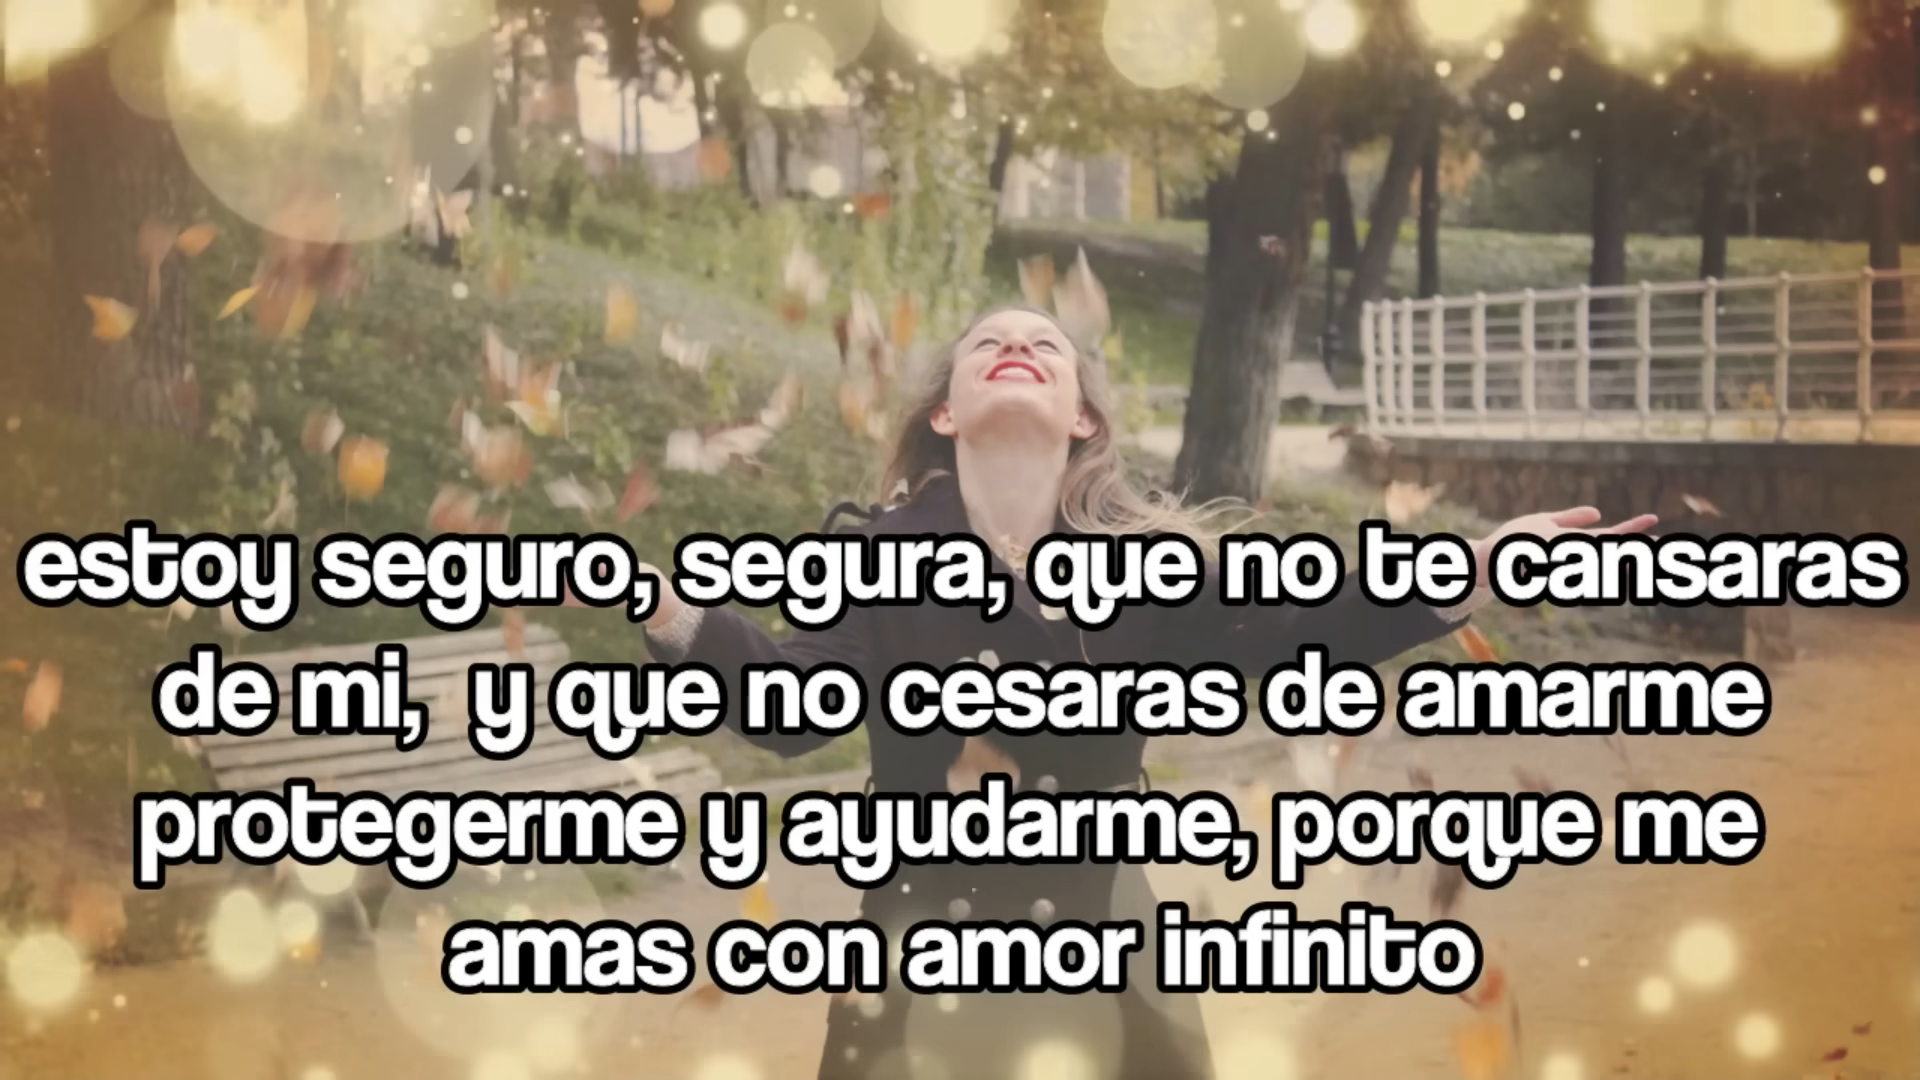 estoy seguro, segura, que no te cansaras
de mi, y que no cesaras de amarme
protegerme y ayudarme, porque me
amas con amor infinito